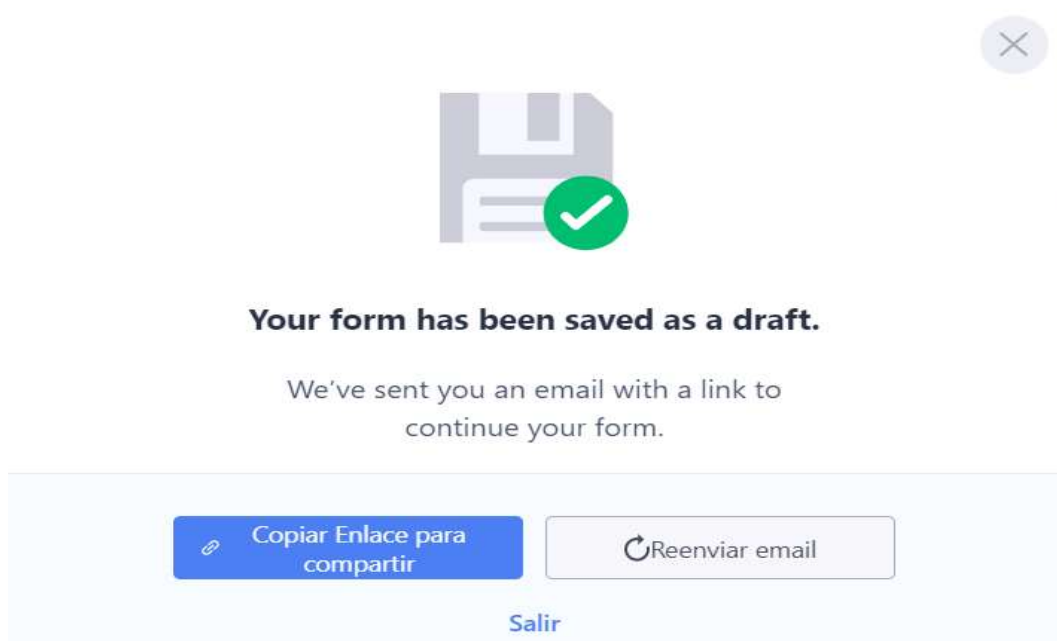 Your form has been saved as a draft.
We've sent you an email with a link to
continue your form.
Copiar Enlace para
compartir
Reenviar email
Salir